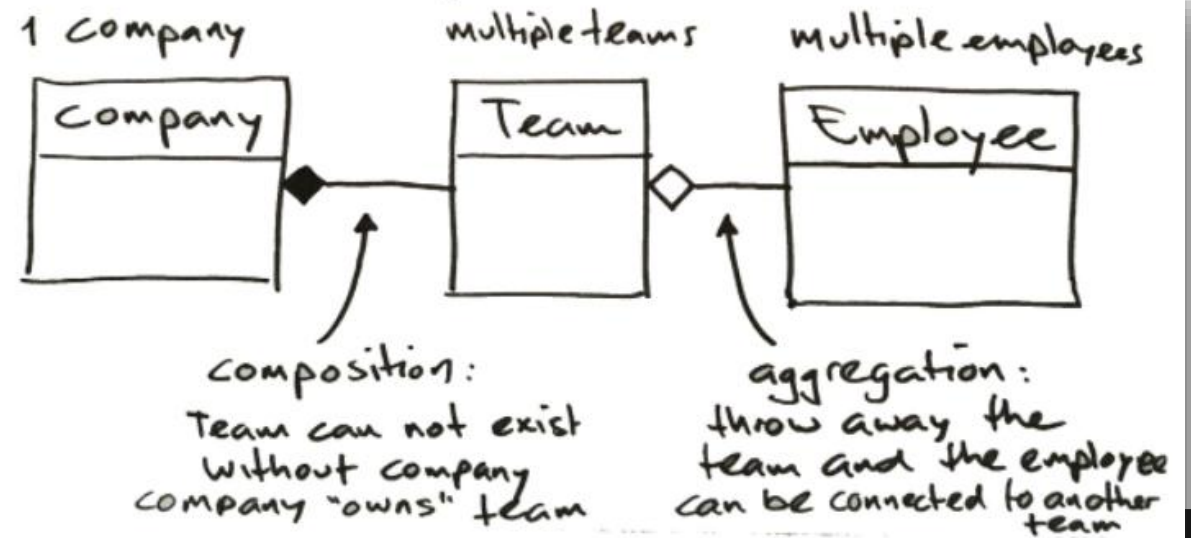 1 Company
multiple teams
multiple employees
Company
Team
Employee
composition:
Team can not exist
without company
company "owns" team
aggregation:
throw away the
team and the employee
can be connected to another
team